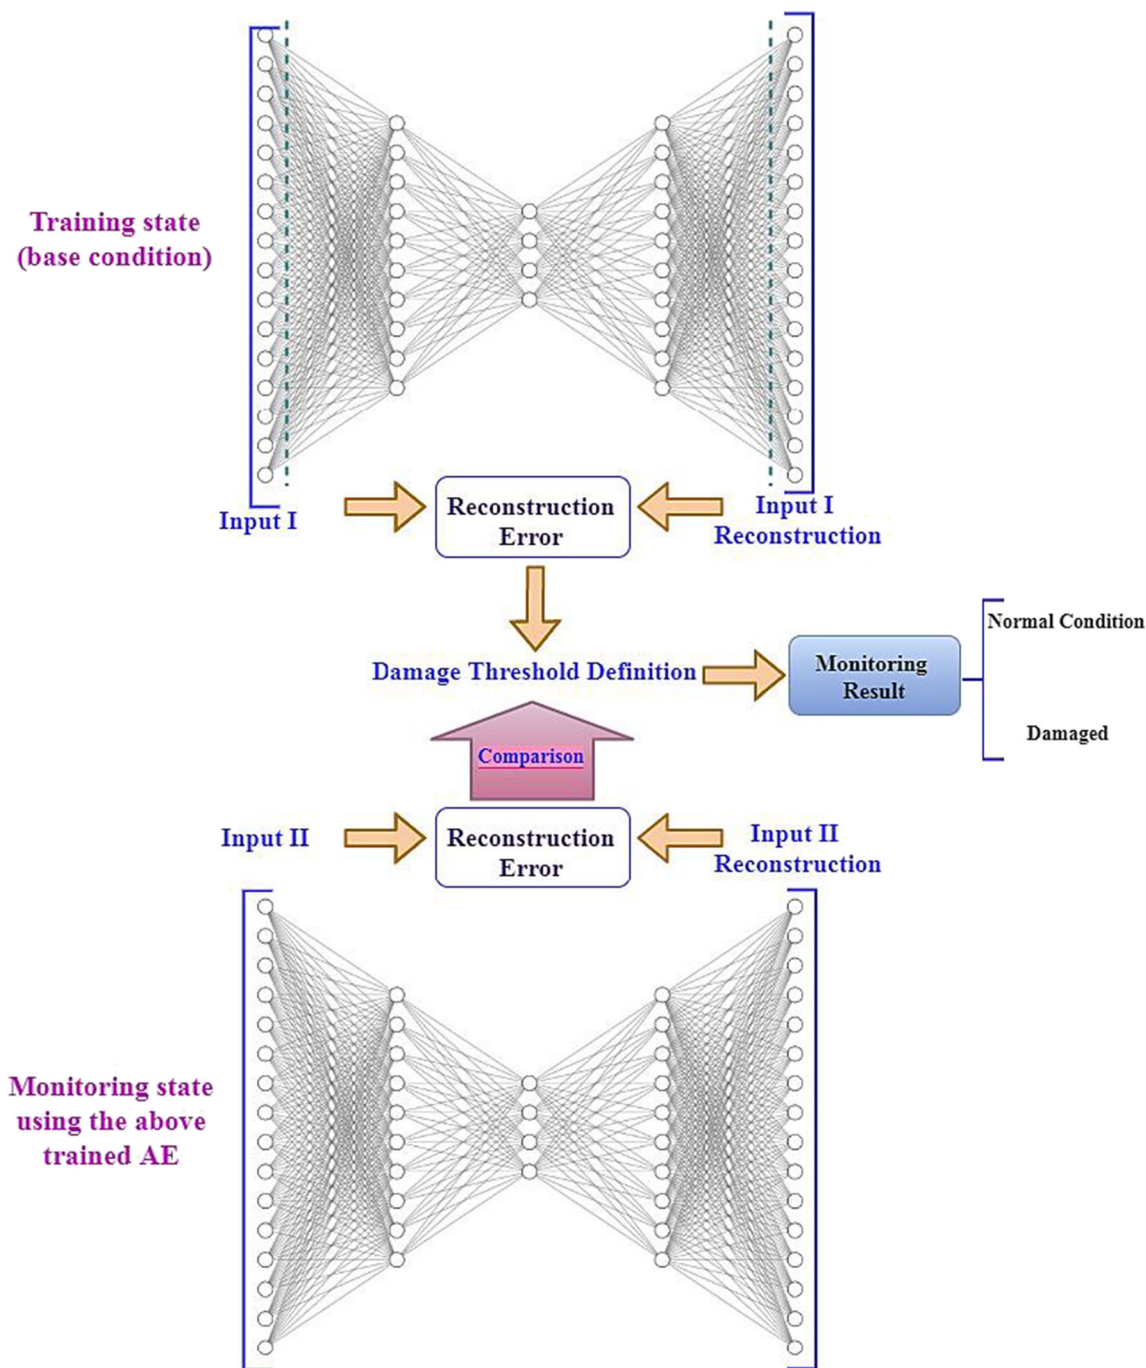 Training state
(base condition)
Input I
Reconstruction
Error
Input I
Reconstruction
Damage Threshold Definition
Monitoring
Result
Normal Condition
Damaged
Comparison
Input II
Reconstruction
Error
Input II
Reconstruction
Monitoring state
using the above
trained AE